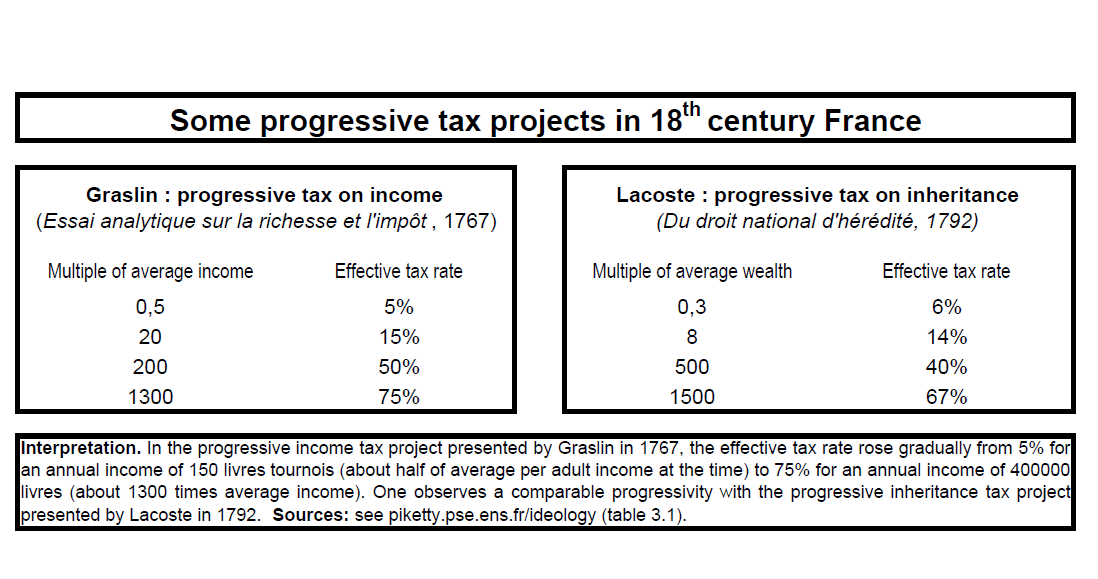 Some progressive tax projects in 18th century France
Graslin : progressive tax on income
(Essai analytique sur la richesse et l'impôt , 1767)
Multiple of average income Effective tax rate
0,5 5%
20 15%
200 50%
1300 75%
Lacoste : progressive tax on inheritance
(Du droit national d'hérédité, 1792)
Multiple of average wealth Effective tax rate
0,3 6%
8 14%
500 40%
1500 67%
Interpretation. In the progressive income tax project presented by Graslin in 1767, the effective tax rate rose gradually from 5% for
an annual income of 150 livres tournois (about half of average per adult income at the time) to 75% for an annual income of 400000
livres (about 1300 times average income). One observes a comparable progressivity with the progressive inheritance tax project
presented by Lacoste in 1792. Sources: see piketty.pse.ens.fr/ideology (table 3.1).